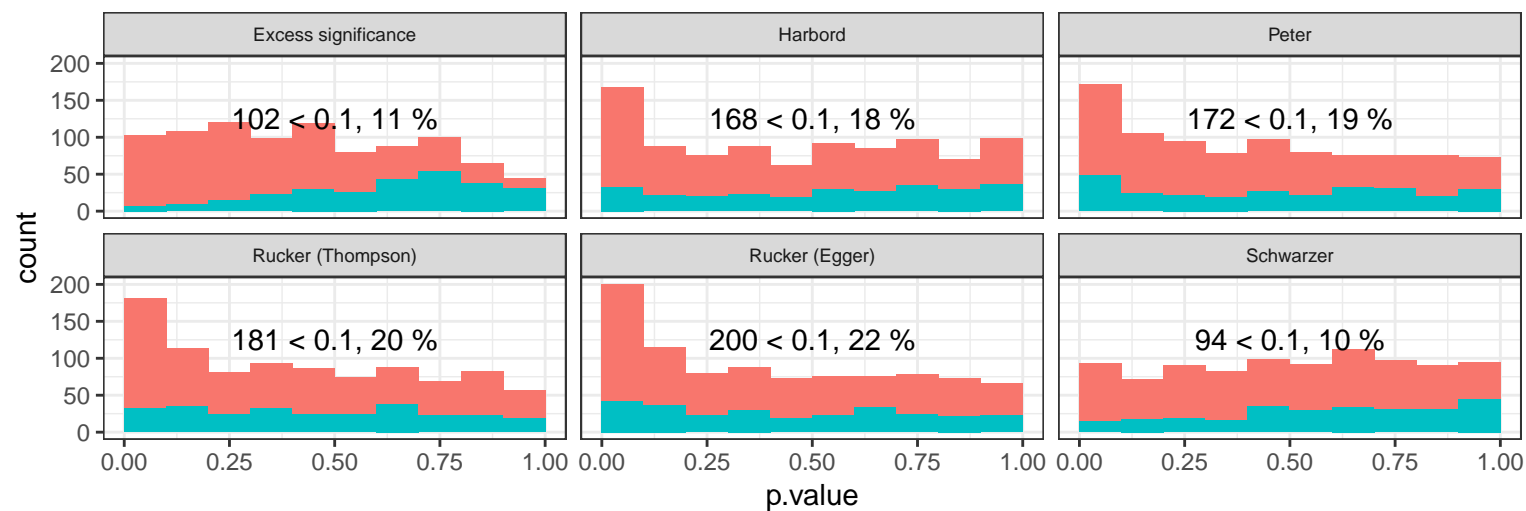 Excess significance Harbord Peter
200
150
102 < 0.1, 11 % 168 < 0.1, 18 % 172 < 0.1, 19 %
100
50
0
count
Rucker (Thompson) Rucker (Egger) Schwarzer
200
150
181 < 0.1, 20 % 200 < 0.1, 22 % 94 < 0.1, 10 %
100
50
0
0.00 0.25 0.50 0.75 1.00 0.00 0.25 0.50 0.75 1.00 0.00 0.25 0.50 0.75 1.00
p.value